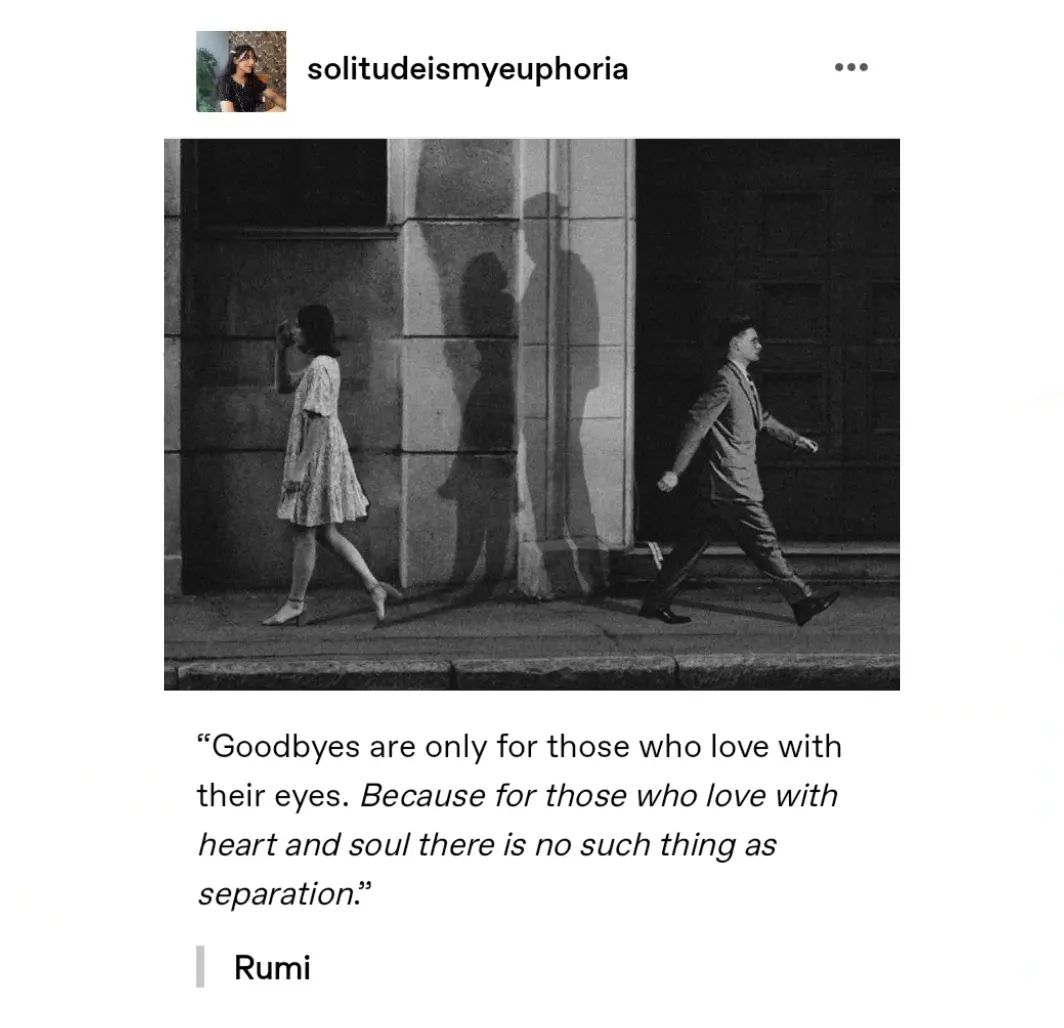 solitudeismyeuphoria
“Goodbyes are only for those who love with
their eyes. Because for those who love with
heart and soul there is no such thing as
separation.”
Rumi